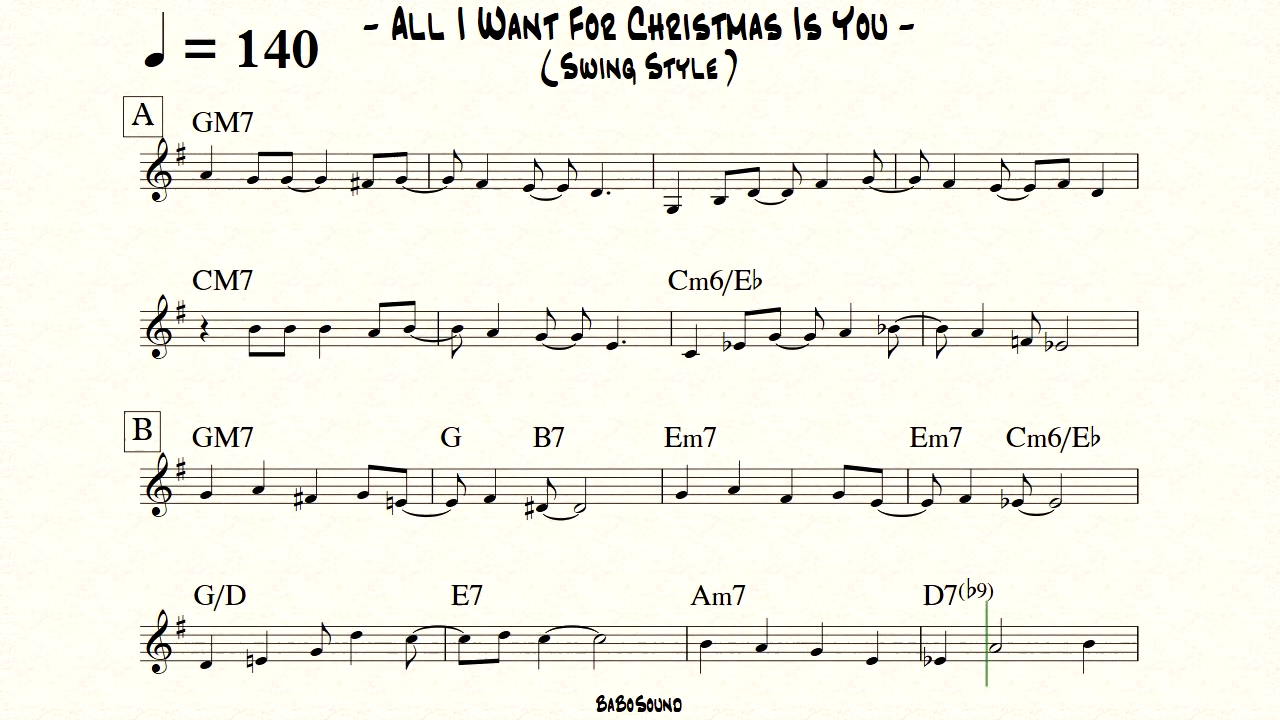 - All I Want For Christmas Is You -
(Swing Style)
= 140
A
GM7
CM7 Cm6/E♭
B
GM7 G B7 Em7 Em7 Cm6/E♭
G/D E7 Am7 D7(♭9)
BaBoSound